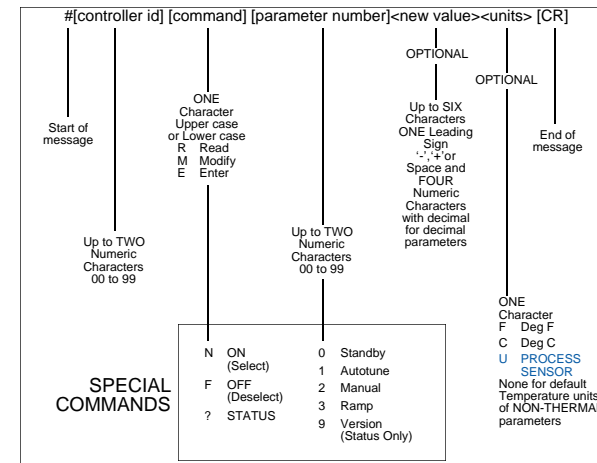 #[controller id] [command] [parameter number]<new value><units> [CR]
OPTIONAL
OPTIONAL
Start of
message
Up to TWO
Numeric
Characters
00 to 99
ONE
Character
Upper case
or Lower case
R Read
M Modify
E Enter
Up to TWO
Numeric
Characters
00 to 99
Up to SIX
Characters
ONE Leading
Sign
‘-’,‘+’or
Space and
FOUR
Numeric
Characters
with decimal
for decimal
parameters
End of
message
ONE
Character
F Deg F
C Deg C
U PROCESS
SENSOR
None for default
Temperature units
of NON-THERMAL
parameters
SPECIAL
COMMANDS
N ON
(Select)
F OFF
(Deselect)
? STATUS
0 Standby
1 Autotune
2 Manual
3 Ramp
9 Version
(Status Only)